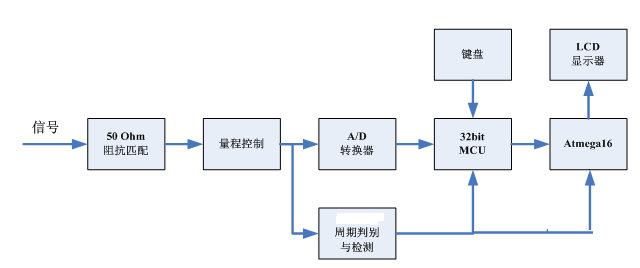 键盘
LCD
显示器
信号
50 Ohm
阻抗匹配
量程控制
A/D
转换器
32bit
MCU
Atmega16
周期判别
与检测